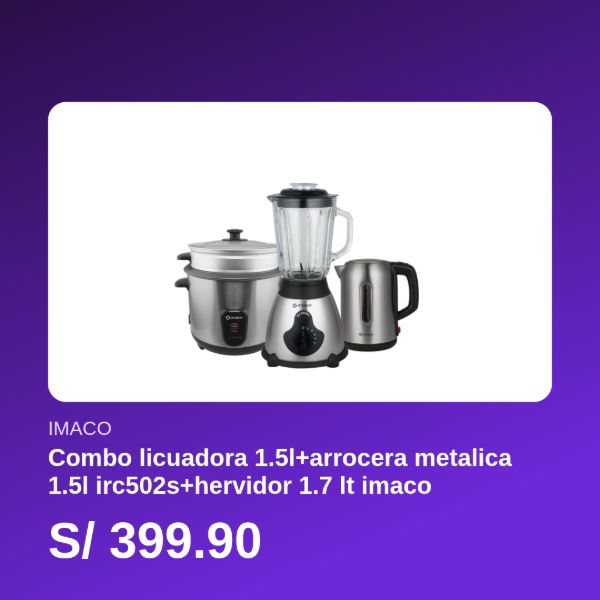 IMACO
Combo licuadora 1.5l+arrocera metalica
1.5l irc502s+hervidor 1.7 lt imaco
S/ 399.90